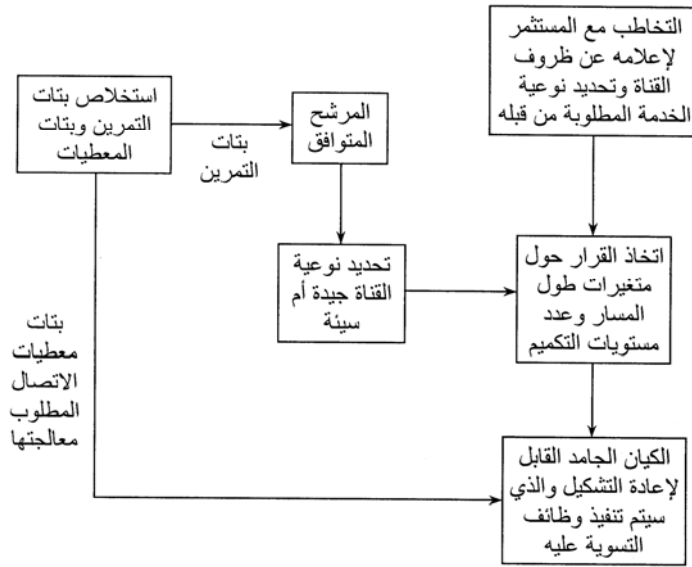 التخاطب مع المستثمر
لإعلامه عن ظروف
القناة وتحديد نوعية
الخدمة المطلوبة من قبله
استخلاص بتات
التمرين وبتات
المعطيات
بتات
التمرين
المرشح
المتوافق
تحديد نوعية
القناة جيدة أم
سيئة
اتخاذ القرار حول
متغيرات طول
المسار وعدد
مستويات التكميم
بتات
معطيات
الاتصال
المطلوب
معالجتها
الكيان الجامد القابل
لإعادة التشكيل والذي
سيتم تنفيذ وظائف
التسوية عليه